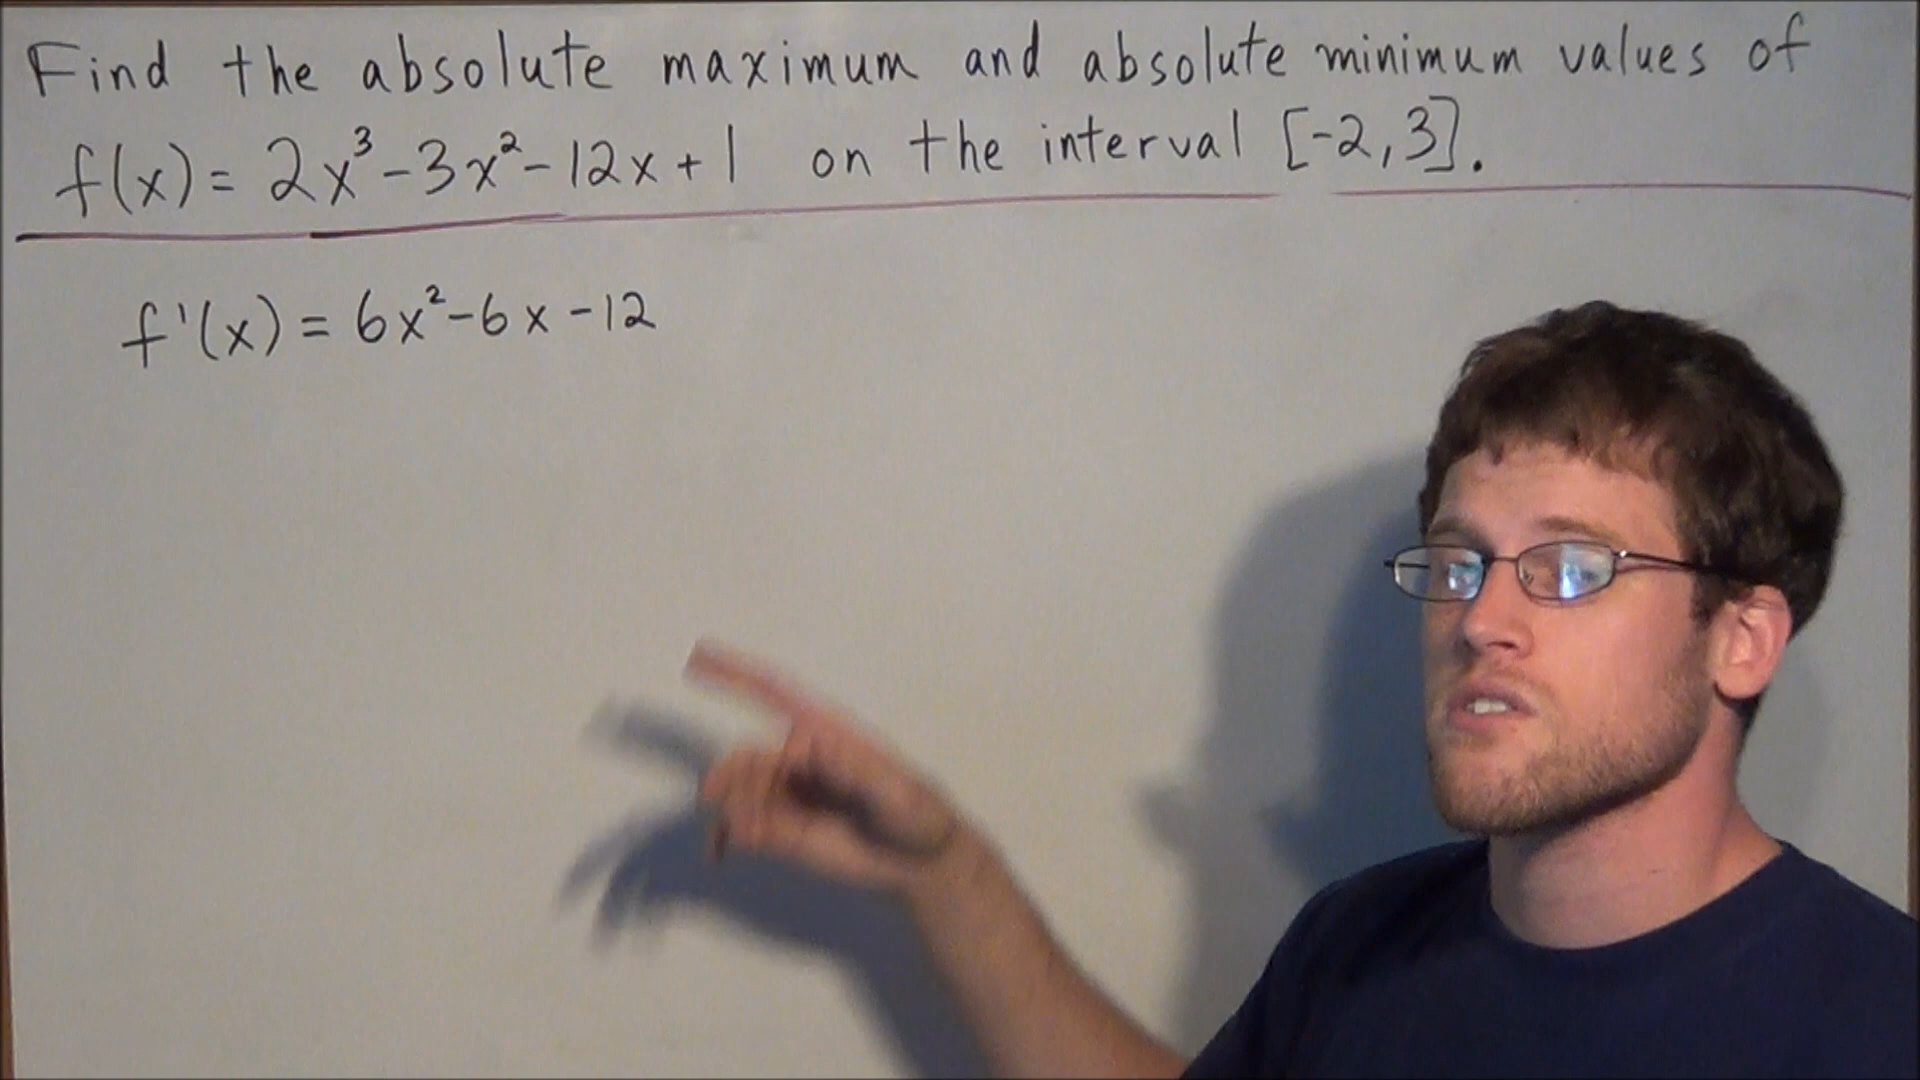 Find the absolute maximum and absolute minimum values of
f(x) = 2x³-3x²-12x+1 on the interval [-2,3].
f'(x) = 6x²-6x-12